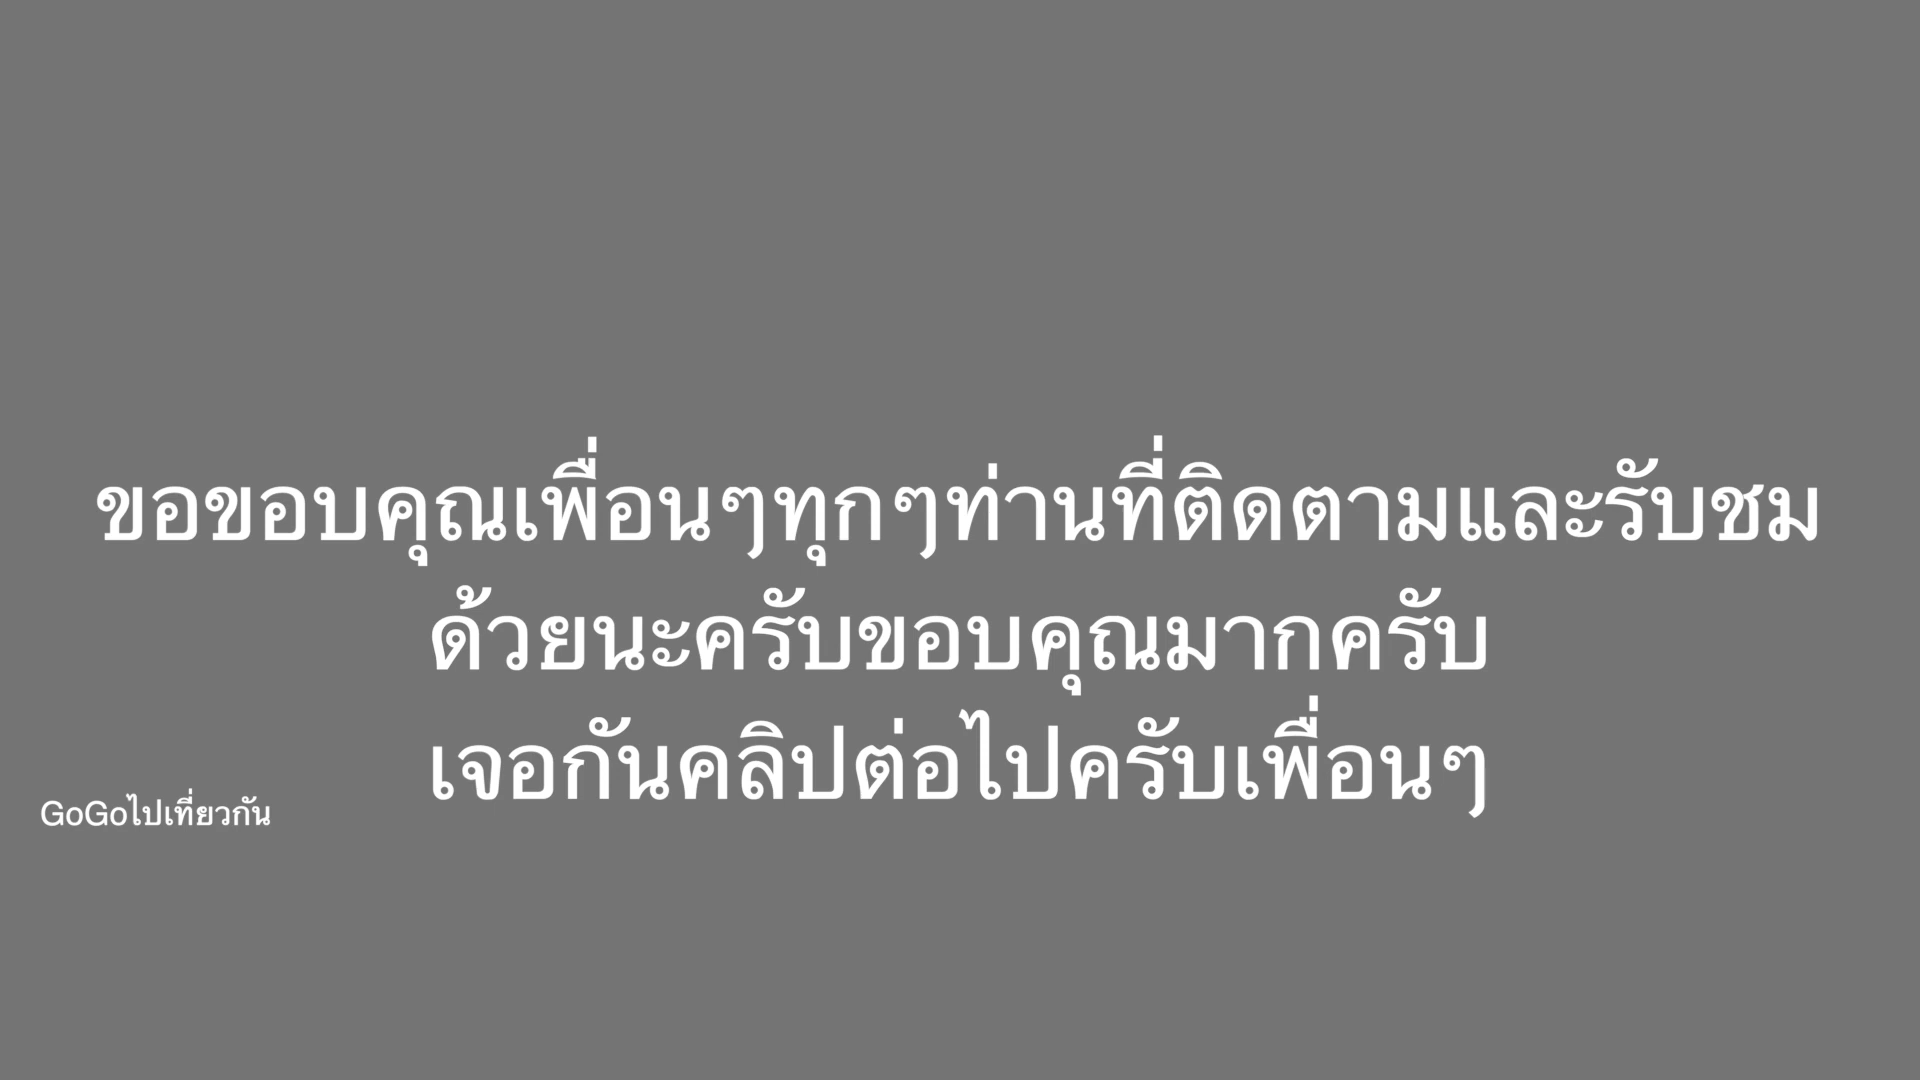 ขอขอบคุณเพื่อนๆทุกๆท่านที่ติดตามและรับชม
ด้วยนะครับขอบคุณมากครับ
เจอกันคลิปต่อไปครับเพื่อนๆ
GoGoไปเที่ยวกัน